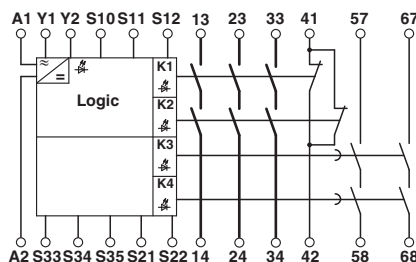 A1 Y1 Y2 S10 S11 S12 13 23 33 41 57 67
≈
=
K1
Logic
K2
K3
K4
A2 S33 S34 S35 S21 S22 14 24 34 42 58 68